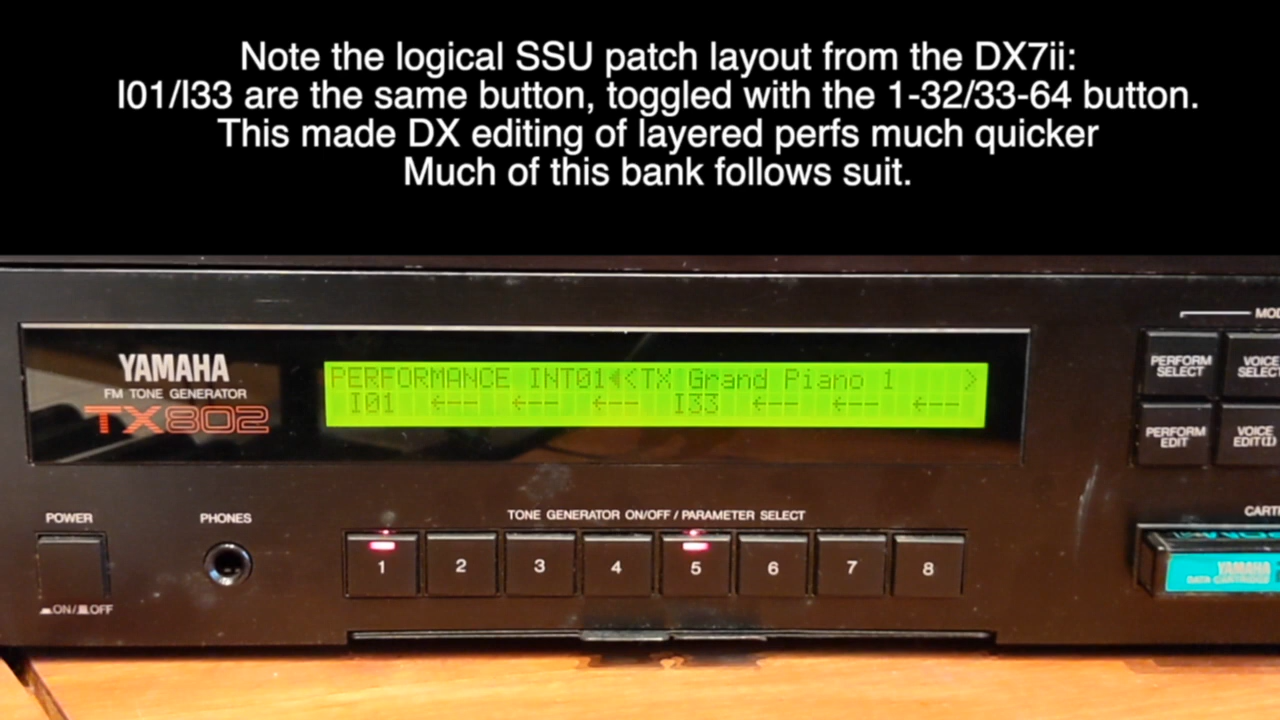 Note the logical SSU patch layout from the DX7ii:
I01/I33 are the same button, toggled with the 1-32/33-64 button.
This made DX editing of layered perfs much quicker
Much of this bank follows suit.
MOD
YAMAHA
FM TONE GENERATOR
TX802
PERFORMANCE INT01 <TX Grand Piano 1 >
I01 ←-- ←-- ←-- I33 ←-- ←-- ←--
PERFORM SELECT
VOICE SELECT
PERFORM EDIT
VOICE EDIT(I)
POWER
PHONES
TONE GENERATOR ON/OFF / PARAMETER SELECT
CARTR
1 2 3 4 5 6 7 8
YAMAHA
DATA CARTRIDGE
ON/ OFF